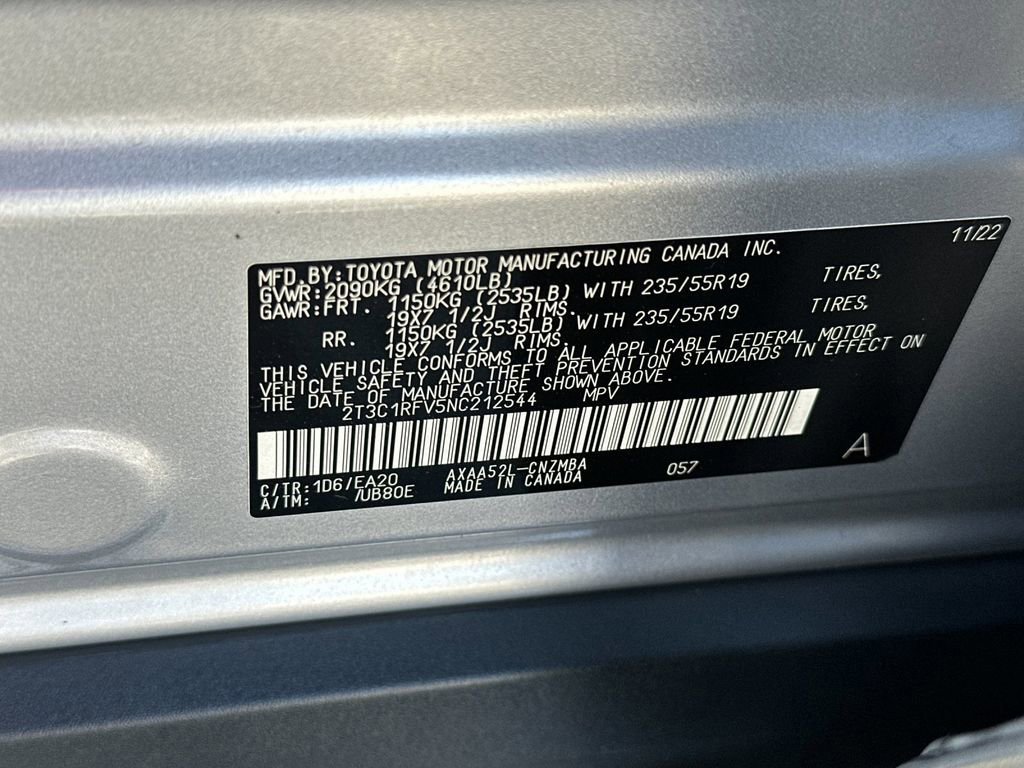 11/22
MFD. BY: TOYOTA MOTOR MANUFACTURING CANADA INC.
GVWR: 2090KG (4610LB)
GAWR: FRT. 1150KG (2535LB) WITH 235/55R19 TIRES,
19X7 1/2J RIMS.
RR. 1150KG (2535LB) WITH 235/55R19 TIRES,
19X7 1/2J RIMS.
THIS VEHICLE CONFORMS TO ALL APPLICABLE FEDERAL MOTOR
VEHICLE SAFETY AND THEFT PREVENTION STANDARDS IN EFFECT ON
THE DATE OF MANUFACTURE SHOWN ABOVE.
2T3C1RFV5NC212544 MPV
C/TR: 1D6/EA20 AXAA52L-CNZMBA 057 A
A/TM: /UB80E MADE IN CANADA